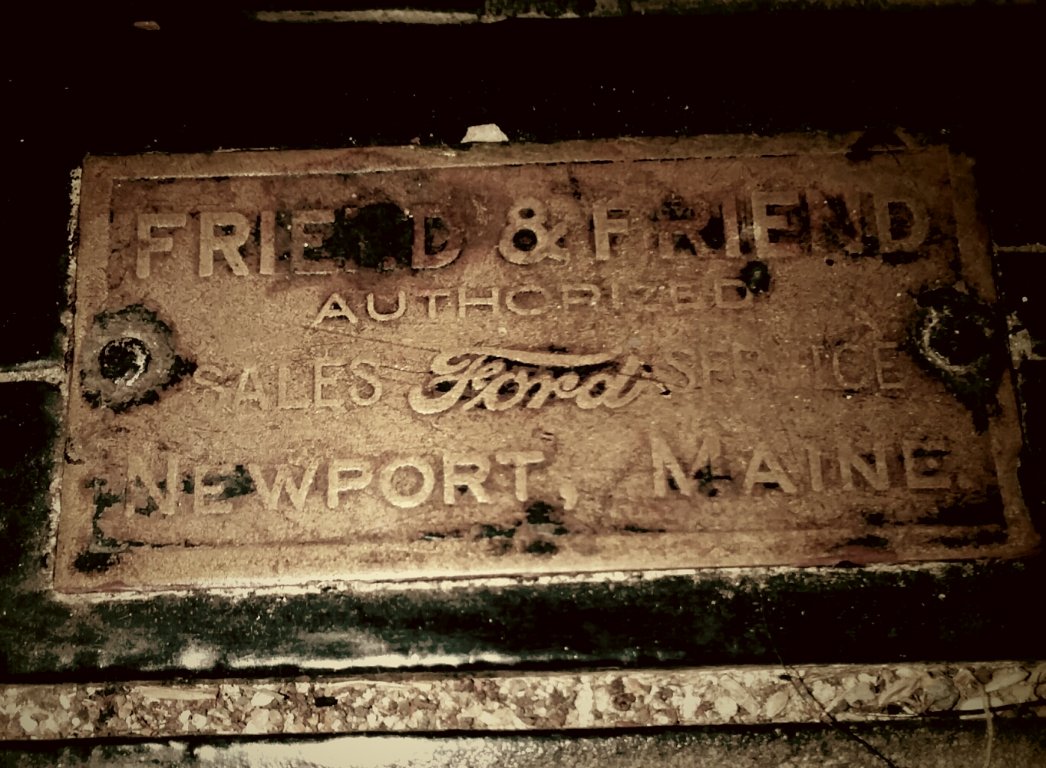 FRIEND & FRIEND
AUTHORIZED
SALES Ford SERVICE
NEWPORT, MAINE